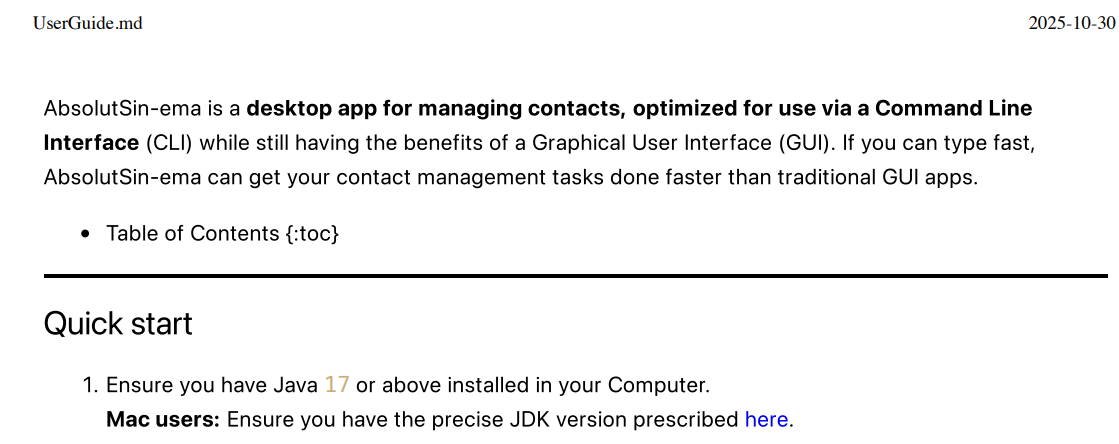 UserGuide.md 2025-10-30
AbsolutSin-ema is a desktop app for managing contacts, optimized for use via a Command Line
Interface (CLI) while still having the benefits of a Graphical User Interface (GUI). If you can type fast,
AbsolutSin-ema can get your contact management tasks done faster than traditional GUI apps.
• Table of Contents {:toc}
Quick start
1. Ensure you have Java 17 or above installed in your Computer.
Mac users: Ensure you have the precise JDK version prescribed here.